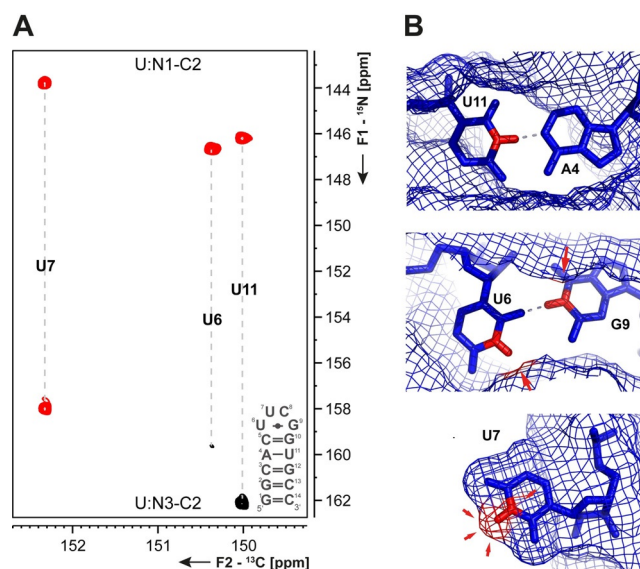 A
B
U:N1-C2
144
146
148
150
152
154
156
158
160
162
F1 - ¹⁵N [ppm]
U7
U6
U11
⁷U C⁸
⁶U G⁹
⁵C=G¹⁰
⁴A–U¹¹
³C=G¹²
²G=C¹³
¹G=C¹⁴
5' 3'
U:N3-C2
152
151
150
F2 - ¹³C [ppm]
U11
A4
U6
G9
U7